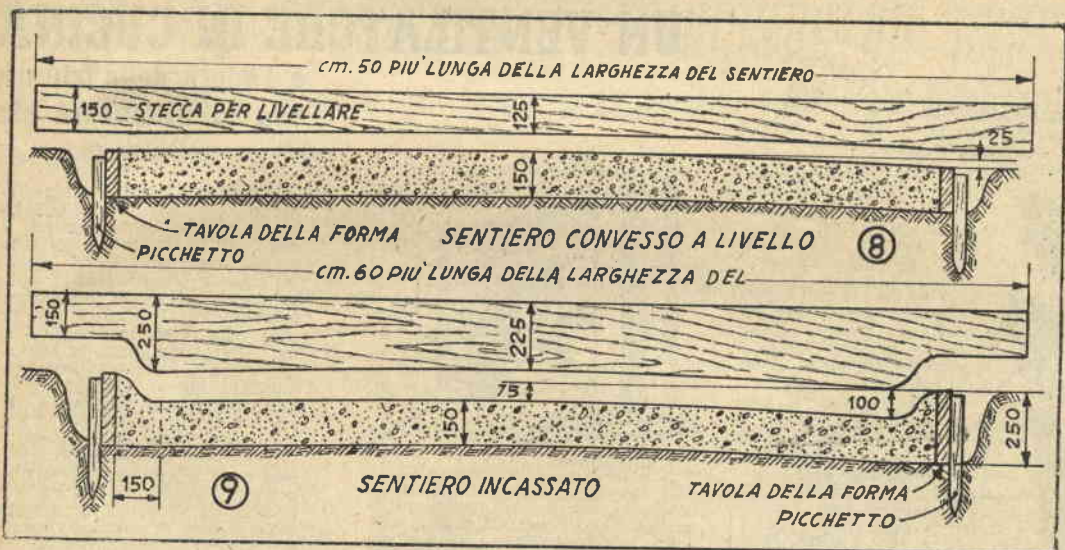 cm. 50 PIÙ LUNGA DELLA LARGHEZZA DEL SENTIERO
150 STECCA PER LIVELLARE 125
25
150
TAVOLA DELLA FORMA
PICCHETTO
SENTIERO CONVESSO A LIVELLO 8
cm. 60 PIÙ LUNGA DELLA LARGHEZZA DEL
150 250 225
75 100
150 250
150 9 SENTIERO INCASSATO
TAVOLA DELLA FORMA
PICCHETTO